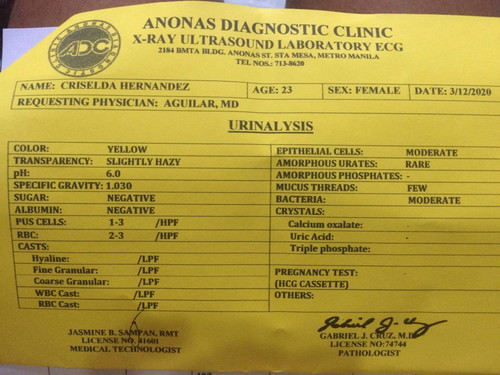 ANONAS DIAGNOSTIC CLINIC
X-RAY ULTRASOUND LABORATORY ECG
2184 BMTA BLDG. ANONAS ST. STA MESA, METRO MANILA
TEL NOS.: 713-8620
ADC
NAME: CRISELDA HERNANDEZ AGE: 23 SEX: FEMALE DATE: 3/12/2020
REQUESTING PHYSICIAN: AGUILAR, MD
URINALYSIS
COLOR: YELLOW
TRANSPARENCY: SLIGHTLY HAZY
pH: 6.0
SPECIFIC GRAVITY: 1.030
SUGAR: NEGATIVE
ALBUMIN: NEGATIVE
PUS CELLS: 1-3 /HPF
RBC: 2-3 /HPF
CASTS:
Hyaline: /LPF
Fine Granular: /LPF
Coarse Granular: /LPF
WBC Cast: /LPF
RBC Cast: /LPF
EPITHELIAL CELLS: MODERATE
AMORPHOUS URATES: RARE
AMORPHOUS PHOSPHATES: -
MUCUS THREADS: FEW
BACTERIA: MODERATE
CRYSTALS:
Calcium oxalate: -
Uric Acid: -
Triple phosphate: -
PREGNANCY TEST:
(HCG CASSETTE)
OTHERS:
JASMINE B. SAMPAN, RMT
LICENSE NO. 41601
MEDICAL TECHNOLOGIST
GABRIEL J. CRUZ, M.D
LICENSE NO:74744
PATHOLOGIST